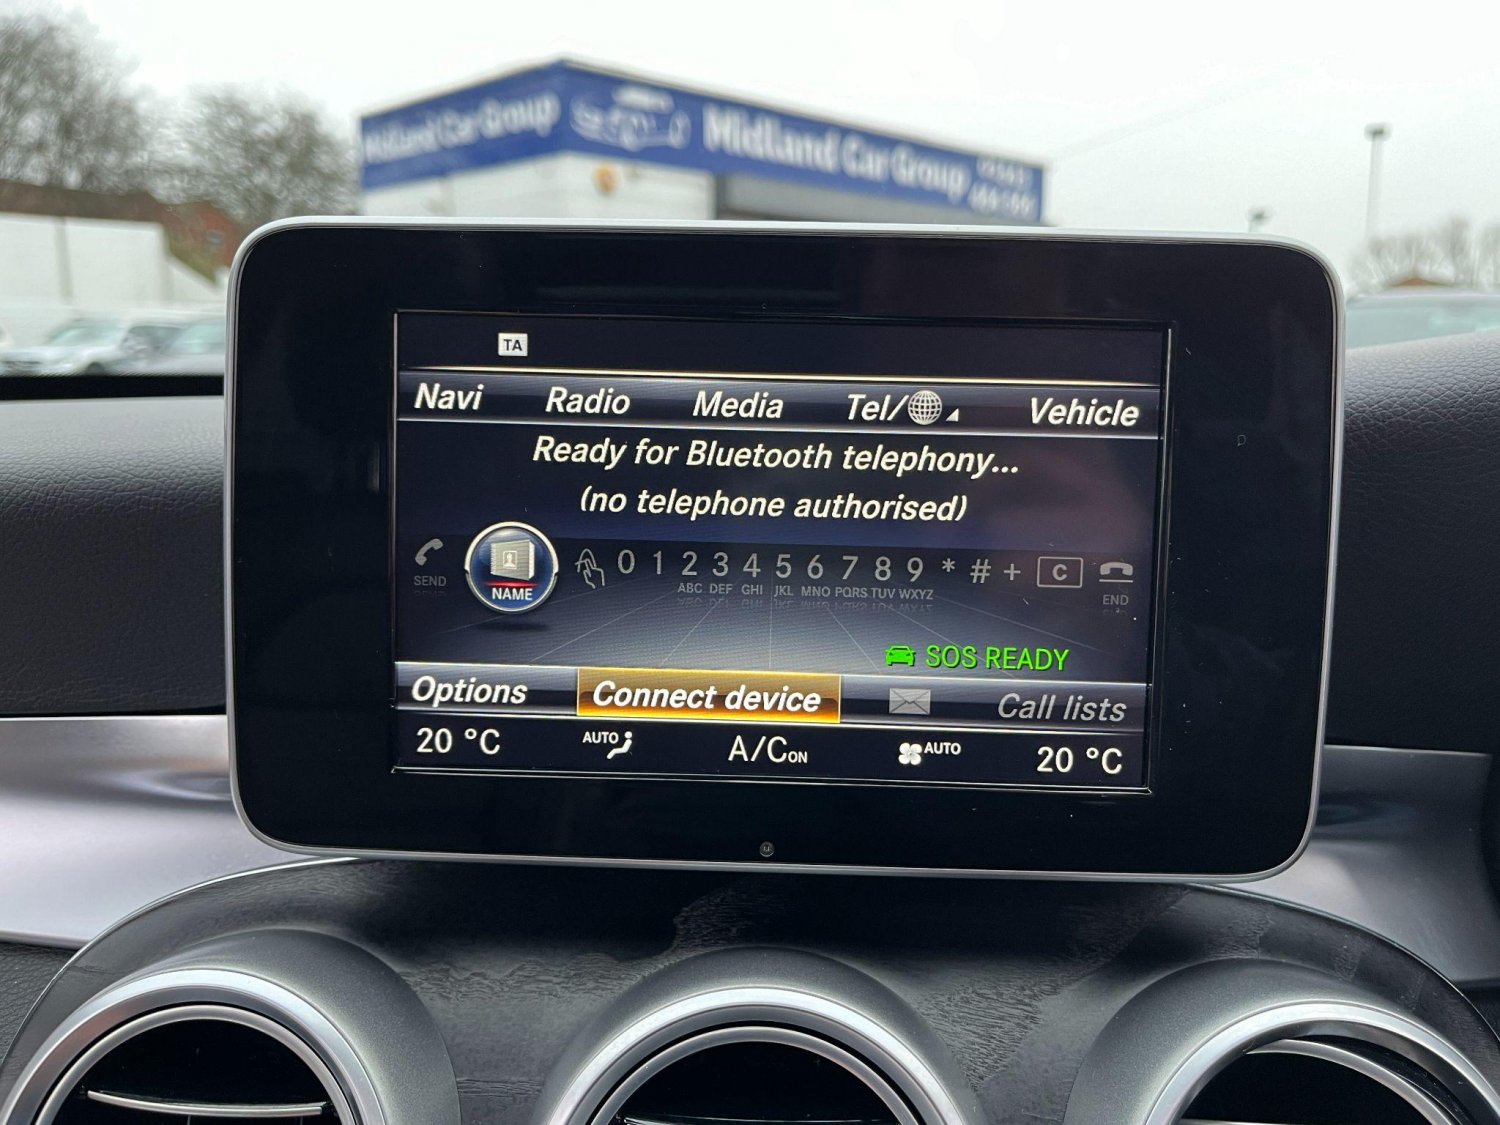 Midland Car Group
Midland Car Group
TA
Navi Radio Media Tel/ Vehicle
Ready for Bluetooth telephony...
(no telephone authorised)
SEND NAME 0 1 2 3 4 5 6 7 8 9 * # + C END
ABC DEF GHI JKL MNO PQRS TUV WXYZ
SOS READY
Options Connect device Call lists
20 °C AUTO A/C ON AUTO 20 °C